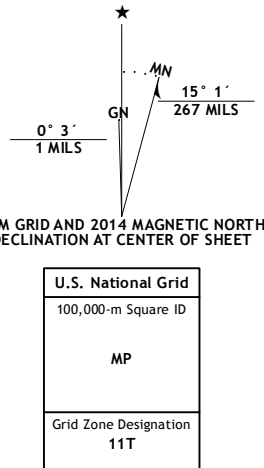 MN
GN
15° 1´
267 MILS
0° 3´
1 MILS
M GRID AND 2014 MAGNETIC NORTH
DECLINATION AT CENTER OF SHEET
U.S. National Grid
100,000-m Square ID
MP
Grid Zone Designation
11T